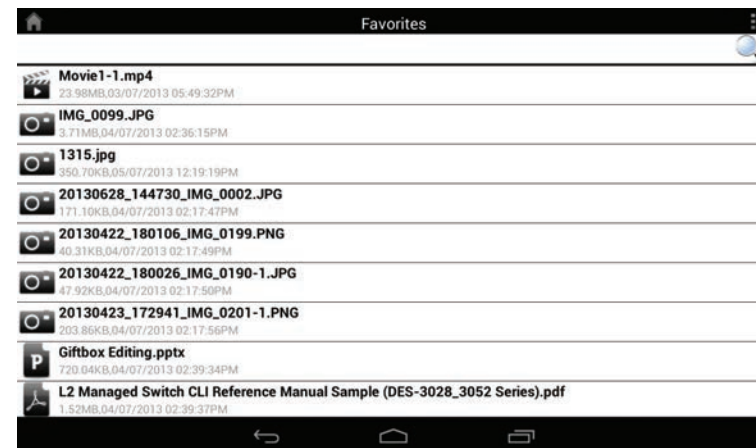 Favorites
Movie1-1.mp4
23.98MB,03/07/2013 05:49:32PM
IMG_0099.JPG
3.71MB,04/07/2013 02:36:15PM
1315.jpg
350.70KB,05/07/2013 12:19:19PM
20130628_144730_IMG_0002.JPG
171.10KB,04/07/2013 02:17:47PM
20130422_180106_IMG_0199.PNG
40.31KB,04/07/2013 02:17:49PM
20130422_180026_IMG_0190-1.JPG
47.92KB,04/07/2013 02:17:50PM
20130423_172941_IMG_0201-1.PNG
203.86KB,04/07/2013 02:17:56PM
P
Giftbox Editing.pptx
720.04KB,04/07/2013 02:39:34PM
L2 Managed Switch CLI Reference Manual Sample (DES-3028_3052 Series).pdf
1.52MB,04/07/2013 02:39:37PM